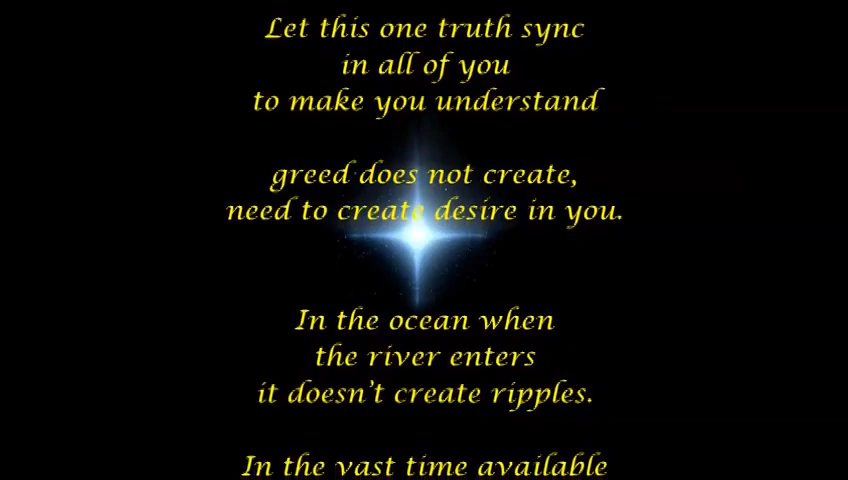 Let this one truth sync
in all of you
to make you understand
greed does not create,
need to create desire in you.
In the ocean when
the river enters
it doesn't create ripples.
In the vast time available